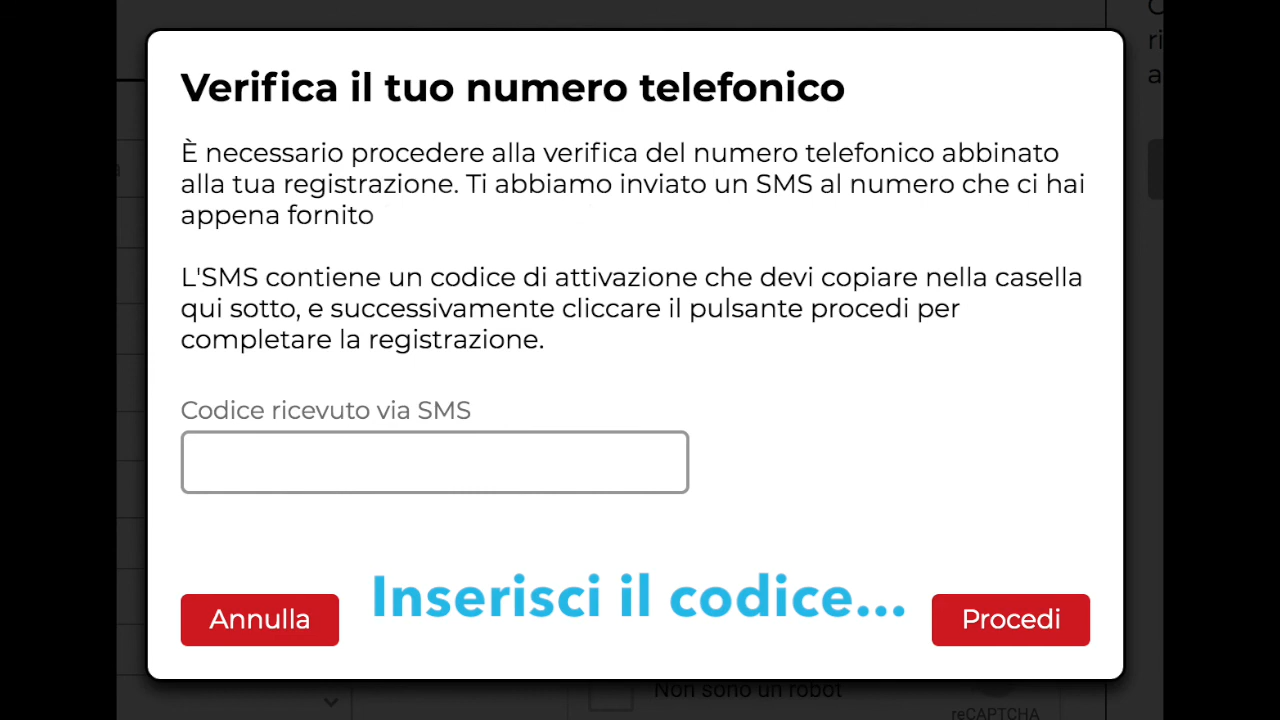 Verifica il tuo numero telefonico
È necessario procedere alla verifica del numero telefonico abbinato
alla tua registrazione. Ti abbiamo inviato un SMS al numero che ci hai
appena fornito
L'SMS contiene un codice di attivazione che devi copiare nella casella
qui sotto, e successivamente cliccare il pulsante procedi per
completare la registrazione.
Codice ricevuto via SMS
Inserisci il codice...
Annulla
Procedi
Non sono un robot
reCAPTCHA